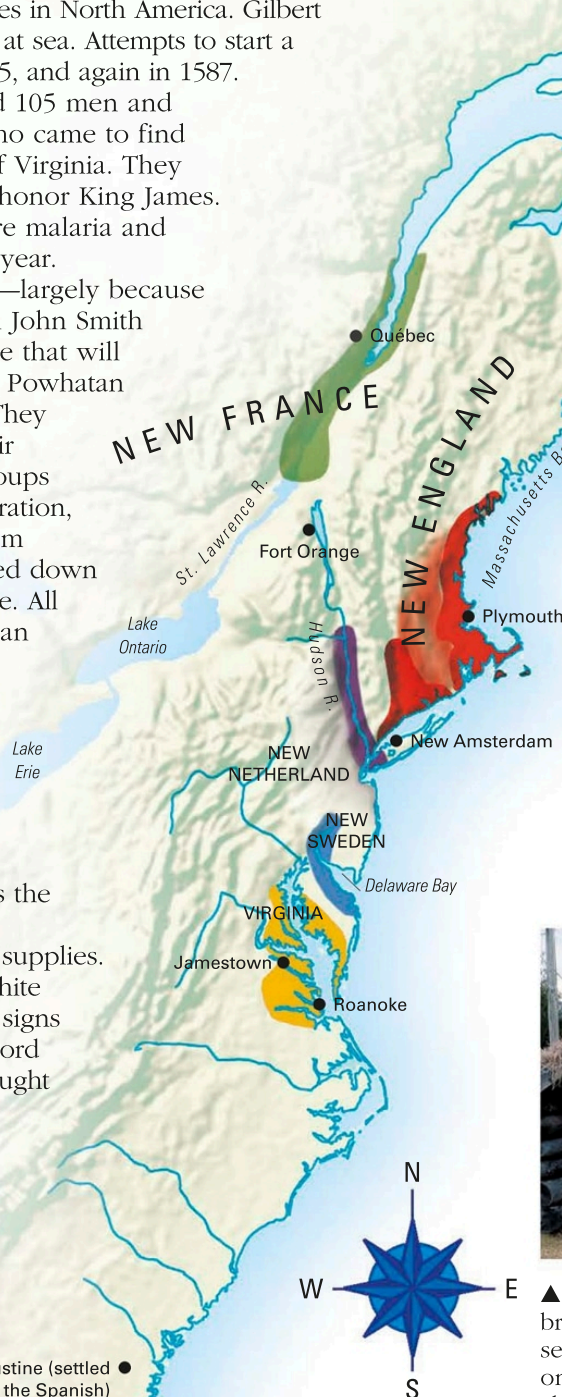 es in North America. Gilbert
at sea. Attempts to start a
5, and again in 1587.
d 105 men and
ho came to find
f Virginia. They
honor King James.
re malaria and
year.
—largely because
John Smith
e that will
Powhatan
They
ir
oups
ration,
m
ed down
e. All
an
Québec
NEW FRANCE
NEW ENGLAND
St. Lawrence R.
Fort Orange
Massachusetts B
Plymouth
Lake
Ontario
Hudson R.
New Amsterdam
Lake
Erie
NEW
NETHERLAND
NEW
SWEDEN
Delaware Bay
s the
VIRGINIA
supplies.
Jamestown
hite
signs
Roanoke
ord
ught
N
W E
S
▲
br
se
or
ustine (settled
the Spanish)